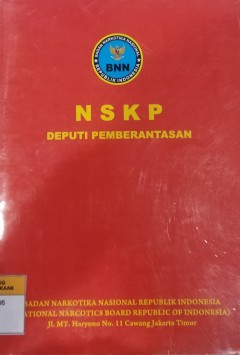 BADAN NARKOTIKA NASIONAL
BNN
REPUBLIK INDONESIA
N S K P
DEPUTI PEMBERANTASAN
BADAN NARKOTIKA NASIONAL REPUBLIK INDONESIA
NATIONAL NARCOTICS BOARD REPUBLIC OF INDONESIA)
Jl. MT. Haryono No. 11 Cawang Jakarta Timur